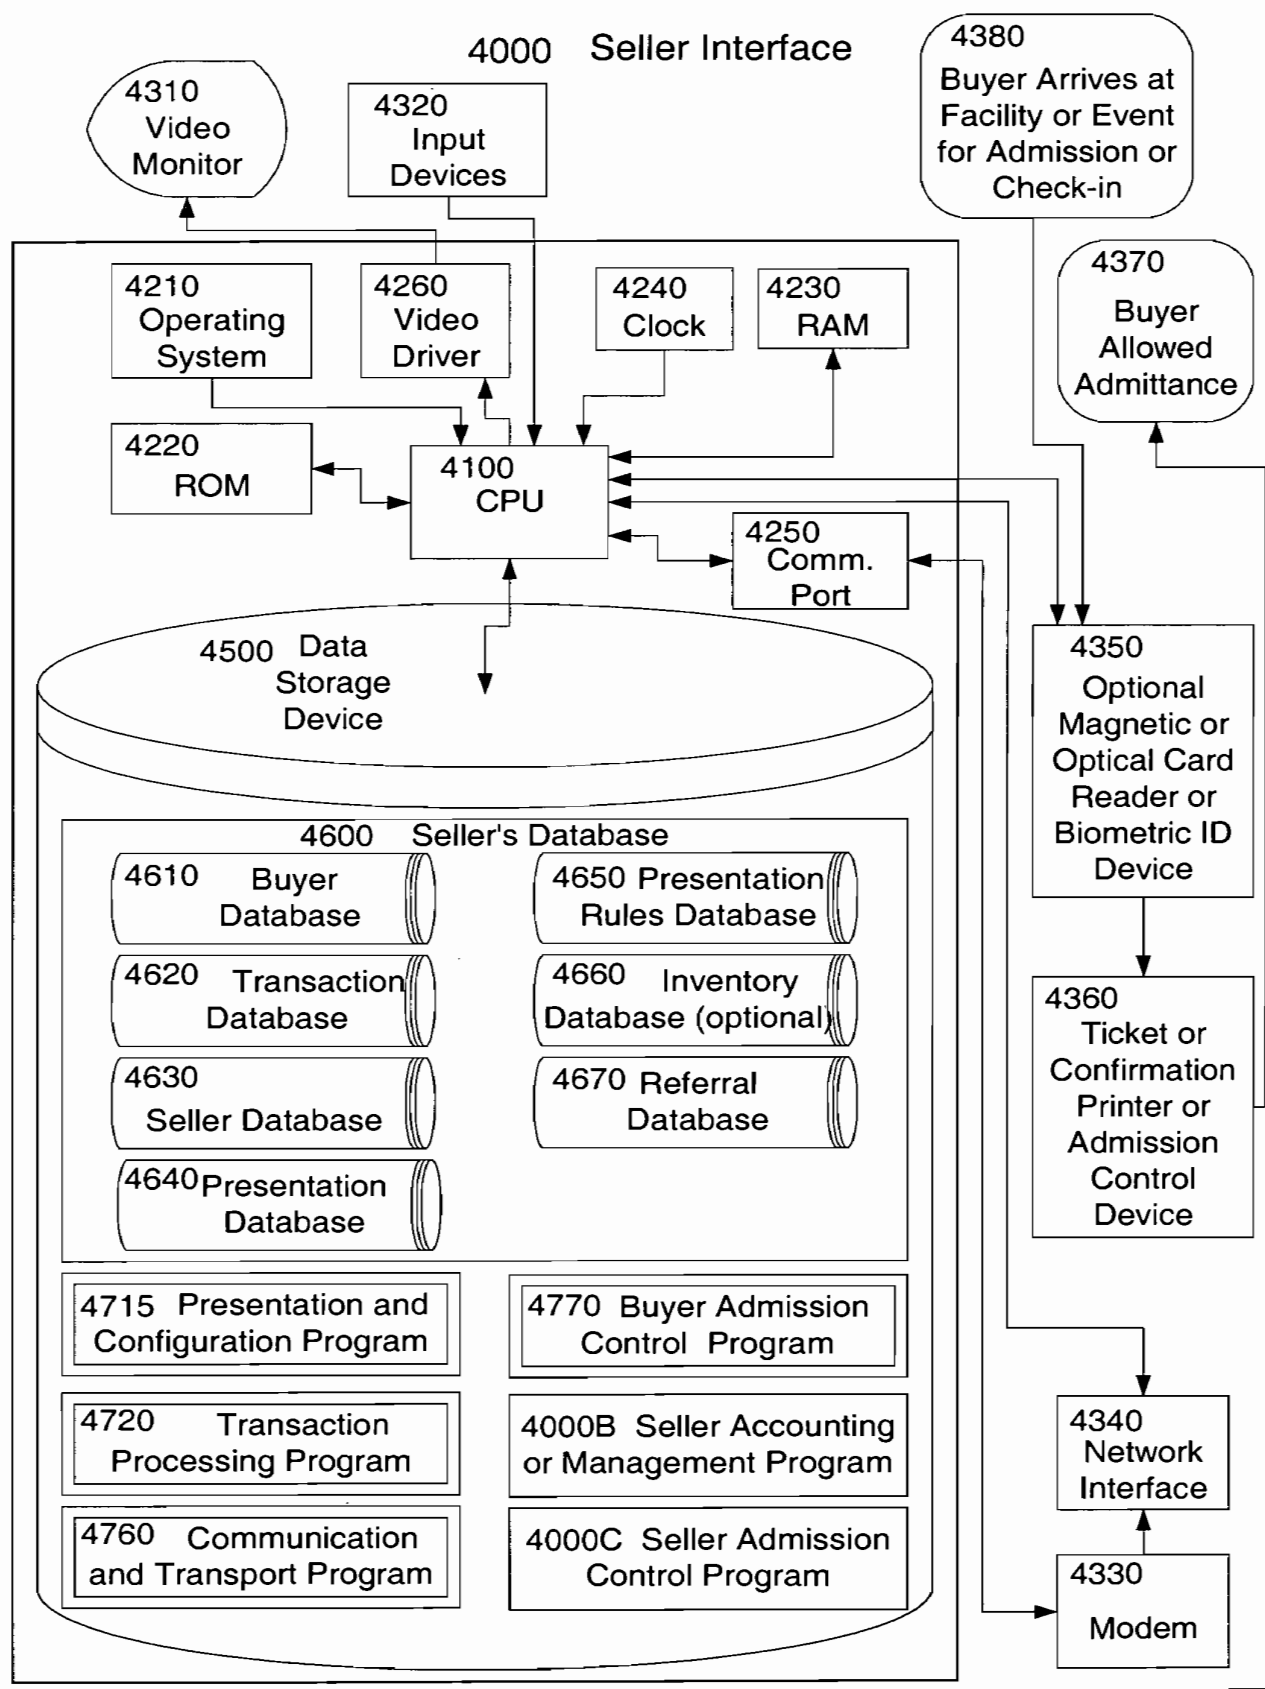 4000 Seller Interface
4310
Video
Monitor
4320
Input
Devices
4380
Buyer Arrives at
Facility or Event
for Admission or
Check-in
4210
Operating
System
4260
Video
Driver
4240
Clock
4230
RAM
4370
Buyer
Allowed
Admittance
4220
ROM
4100
CPU
4250
Comm.
Port
4500 Data
Storage
Device
4350
Optional
Magnetic or
Optical Card
Reader or
Biometric ID
Device
4600 Seller's Database
4610 Buyer
Database
4650 Presentation
Rules Database
4620 Transaction
Database
4660 Inventory
Database (optional)
4630
Seller Database
4670 Referral
Database
4640 Presentation
Database
4360
Ticket or
Confirmation
Printer or
Admission
Control
Device
4715 Presentation and
Configuration Program
4770 Buyer Admission
Control Program
4720 Transaction
Processing Program
4000B Seller Accounting
or Management Program
4760 Communication
and Transport Program
4000C Seller Admission
Control Program
4340
Network
Interface
4330
Modem